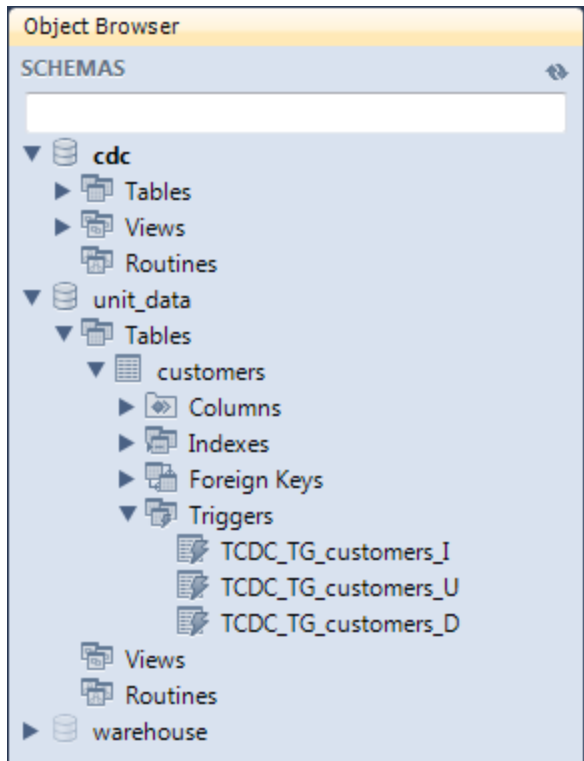 Object Browser
SCHEMAS
cdc
Tables
Views
Routines
unit_data
Tables
customers
Columns
Indexes
Foreign Keys
Triggers
TCDC_TG_customers_I
TCDC_TG_customers_U
TCDC_TG_customers_D
Views
Routines
warehouse